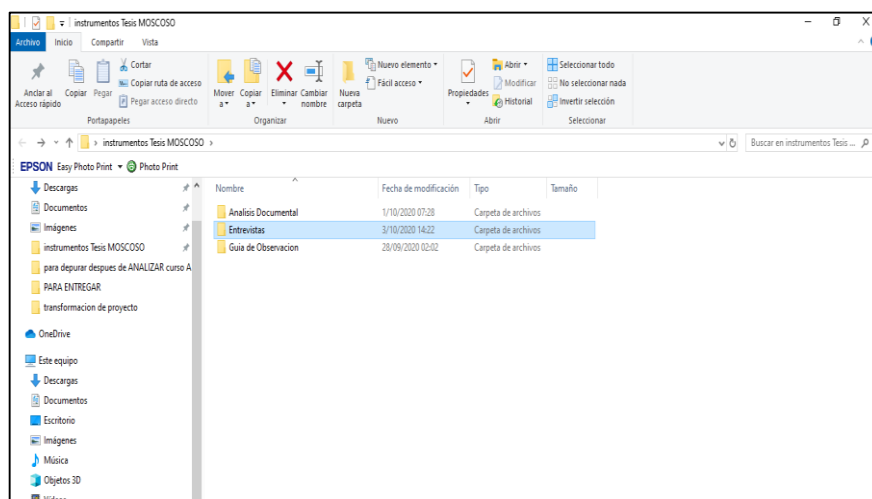 instrumentos Tesis MOSCOSO
Archivo Inicio Compartir Vista
Anclar al Acceso rápido
Copiar
Pegar
Cortar
Copiar ruta de acceso
Pegar acceso directo
Portapapeles
Mover a
Copiar a
Eliminar
Cambiar nombre
Organizar
Nueva carpeta
Nuevo elemento
Fácil acceso
Nuevo
Propiedades
Abrir
Modificar
Historial
Abrir
Seleccionar todo
No seleccionar nada
Invertir selección
Seleccionar
instrumentos Tesis MOSCOSO
Buscar en instrumentos Tesis ...
EPSON Easy Photo Print Photo Print
Descargas
Documentos
Imágenes
instrumentos Tesis MOSCOSO
para depurar despues de ANALIZAR curso A
PARA ENTREGAR
transformacion de proyecto
OneDrive
Este equipo
Descargas
Documentos
Escritorio
Imágenes
Música
Objetos 3D
Nombre Fecha de modificación Tipo Tamaño
Analisis Documental 1/10/2020 07:28 Carpeta de archivos
Entrevistas 3/10/2020 14:22 Carpeta de archivos
Guia de Observacion 28/09/2020 02:02 Carpeta de archivos